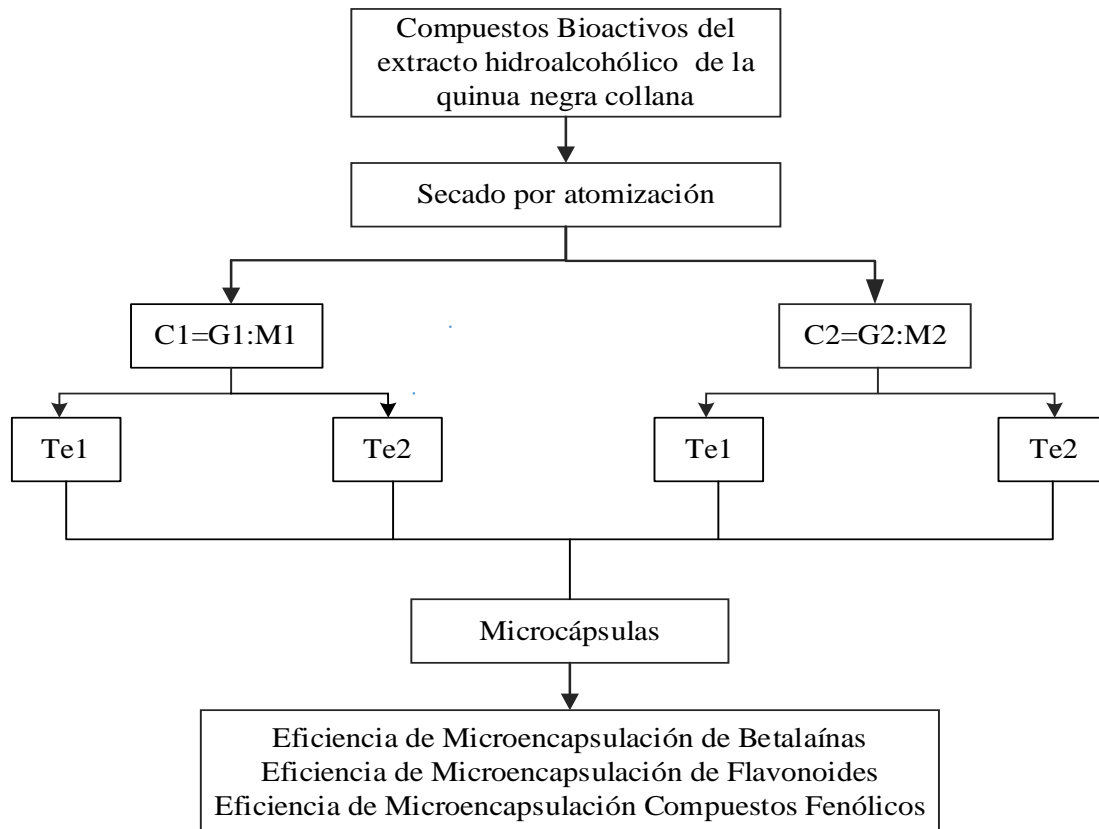 Compuestos Bioactivos del
extracto hidroalcohólico de la
quinua negra collana
Secado por atomización
C1=G1:M1
C2=G2:M2
Te1
Te2
Te1
Te2
Microcápsulas
Eficiencia de Microencapsulación de Betalaínas
Eficiencia de Microencapsulación de Flavonoides
Eficiencia de Microencapsulación Compuestos Fenólicos